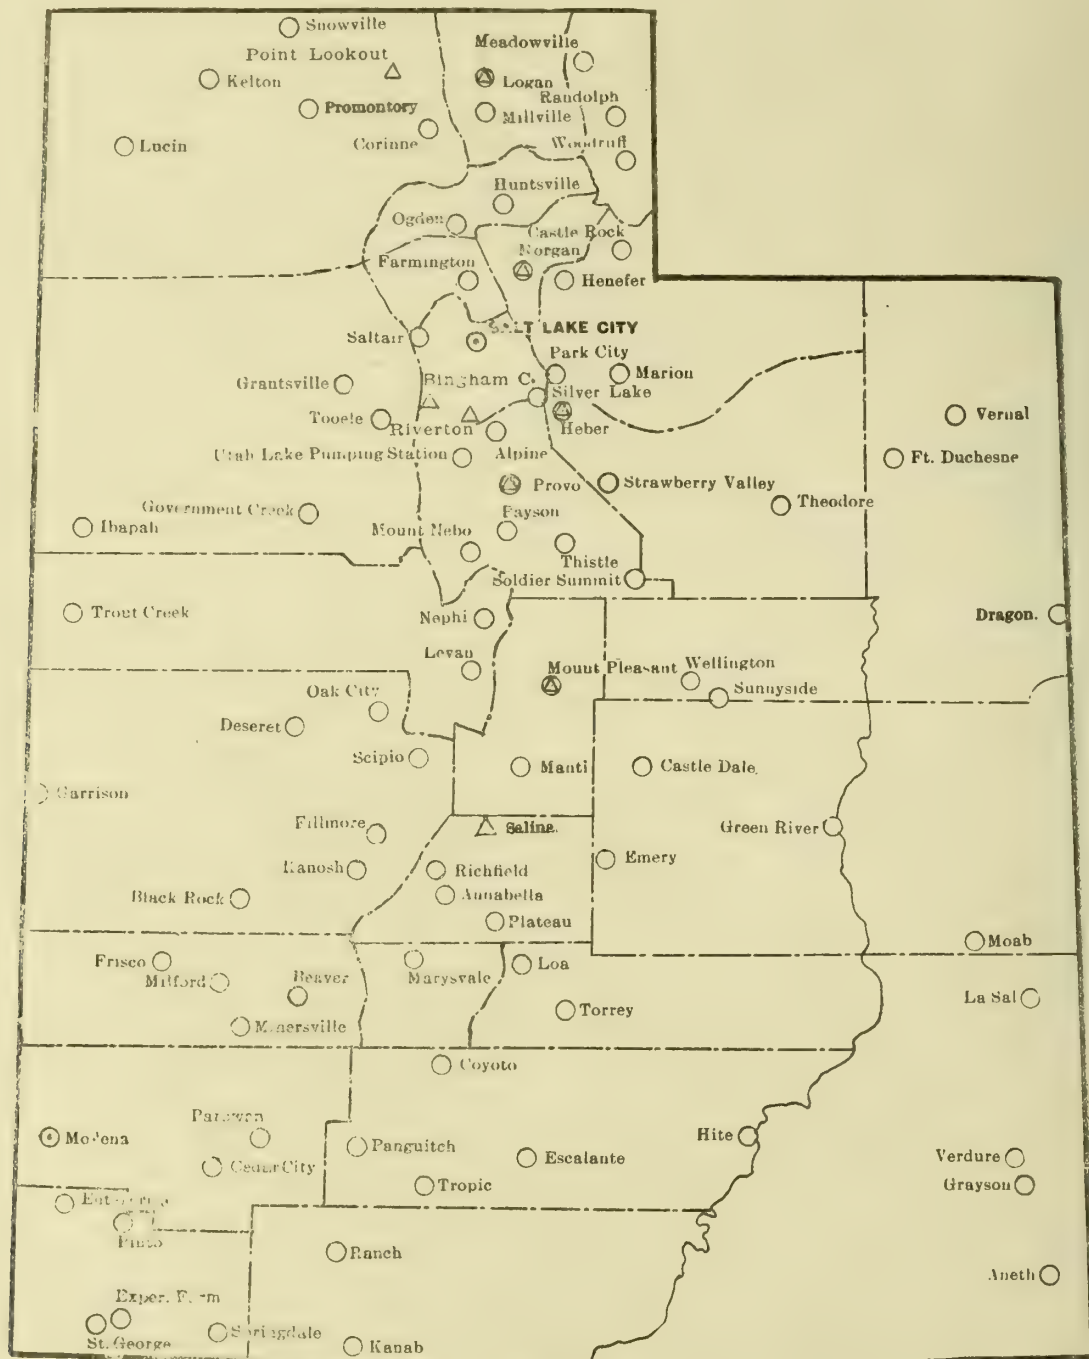 Snowville
Point Lookout
Meadowville
Kelton
Logan
Randolph
Promontory
Millville
Corinne
Woodruff
Lucin
Huntsville
Ogden
Castle Rock
Morgan
Farmington
Henefer
SALT LAKE CITY
Saltair
Park City
Marion
Grantsville
Bingham C.
Silver Lake
Tooele
Riverton
Heber
Vernal
Utah Lake Pumping Station
Alpine
Ft. Duchesne
Provo
Strawberry Valley
Theodore
Government Creek
Payson
Ibapah
Mount Nebo
Thistle
Soldier Summit
Trout Creek
Nephi
Dragon.
Levan
Mount Pleasant
Wellington
Oak City
Sunnyside
Deseret
Scipio
Manti
Castle Dale.
Garrison
Fillmore
Salina.
Green River
Kanosh
Richfield
Emery
Black Rock
Annabella
Plateau
Moab
Frisco
Milford
Beaver
Marysvale
Loa
La Sal
Minersville
Torrey
Coyoto
Parowan
Modena
Panguitch
Hite
Cedar City
Escalante
Verdure
Tropic
Grayson
Pinto
Ranch
Aneth
Exper. Farm
St. George
Springdale
Kanab